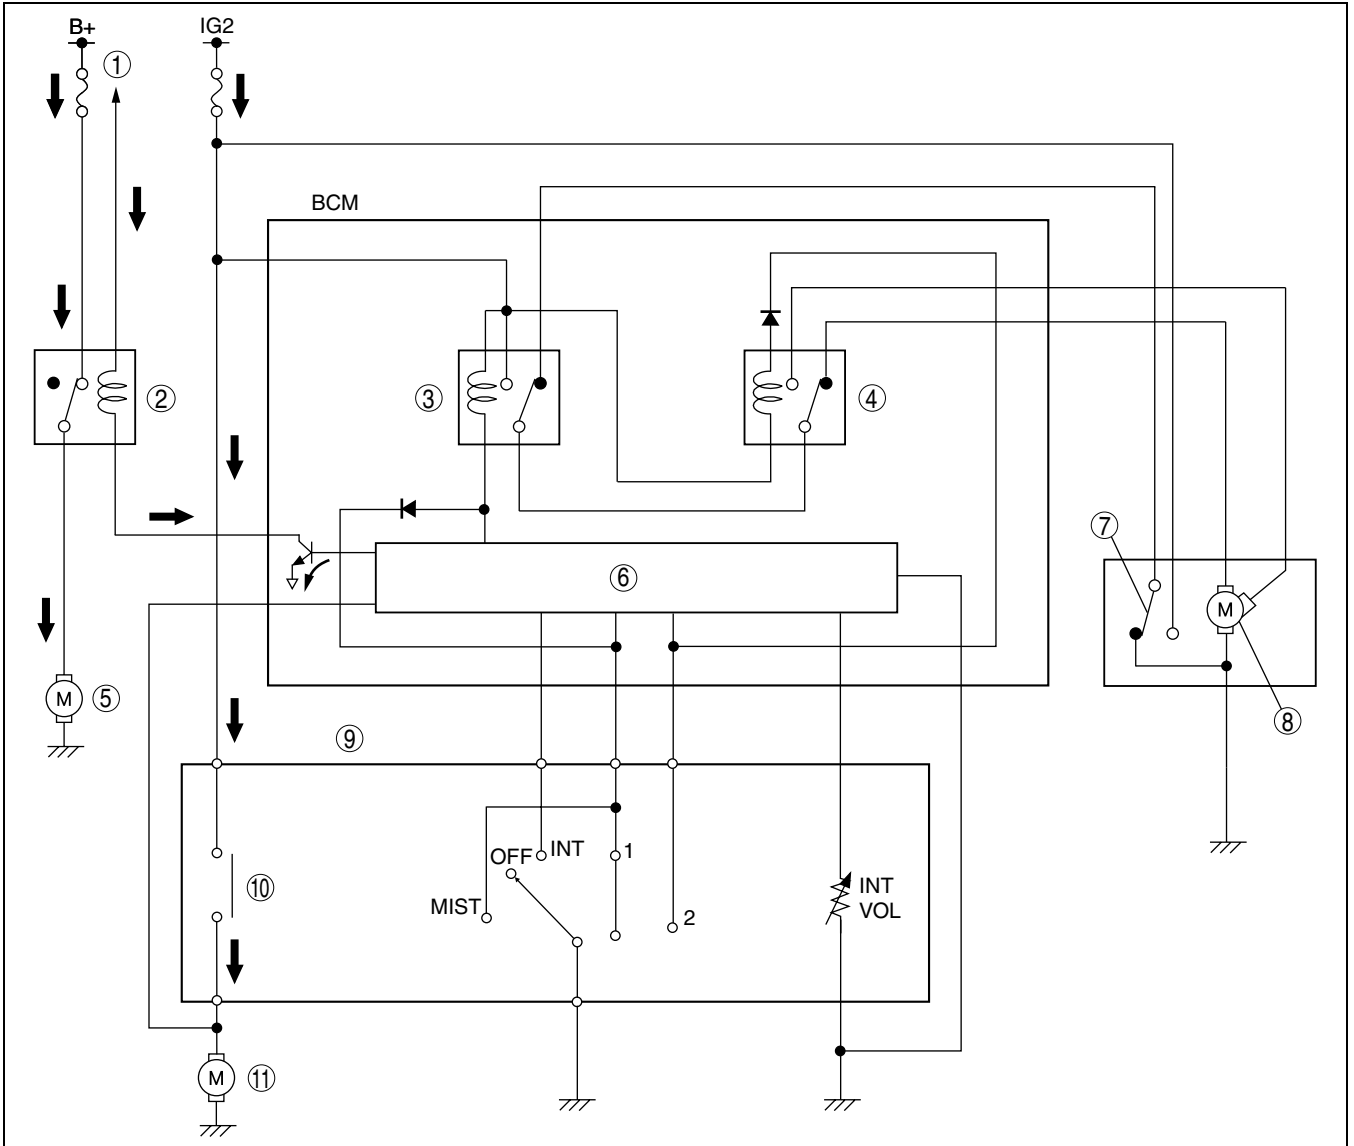 B+
IG2
①
BCM
②
③
④
⑦
⑥
M
⑤
M
⑧
⑨
OFF
INT
1
⑩
MIST
2
INT
VOL
M
⑪